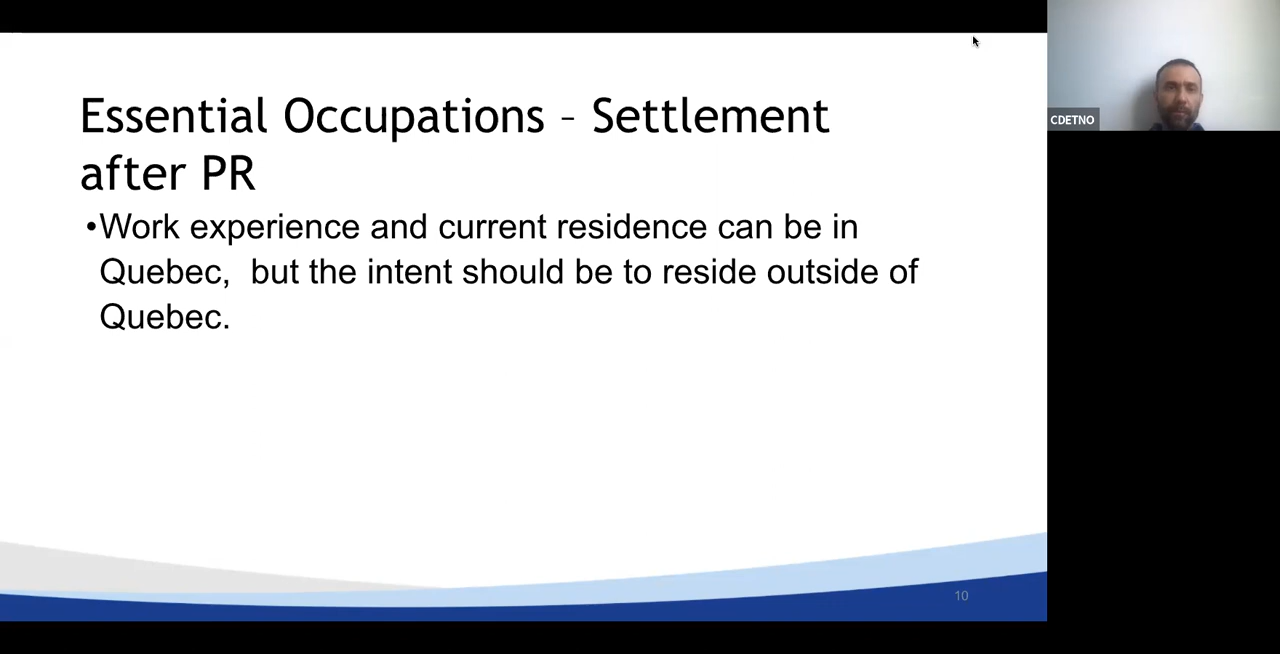 Essential Occupations – Settlement
after PR
•Work experience and current residence can be in
Quebec,  but the intent should be to reside outside of
Quebec.
10
CDETNO